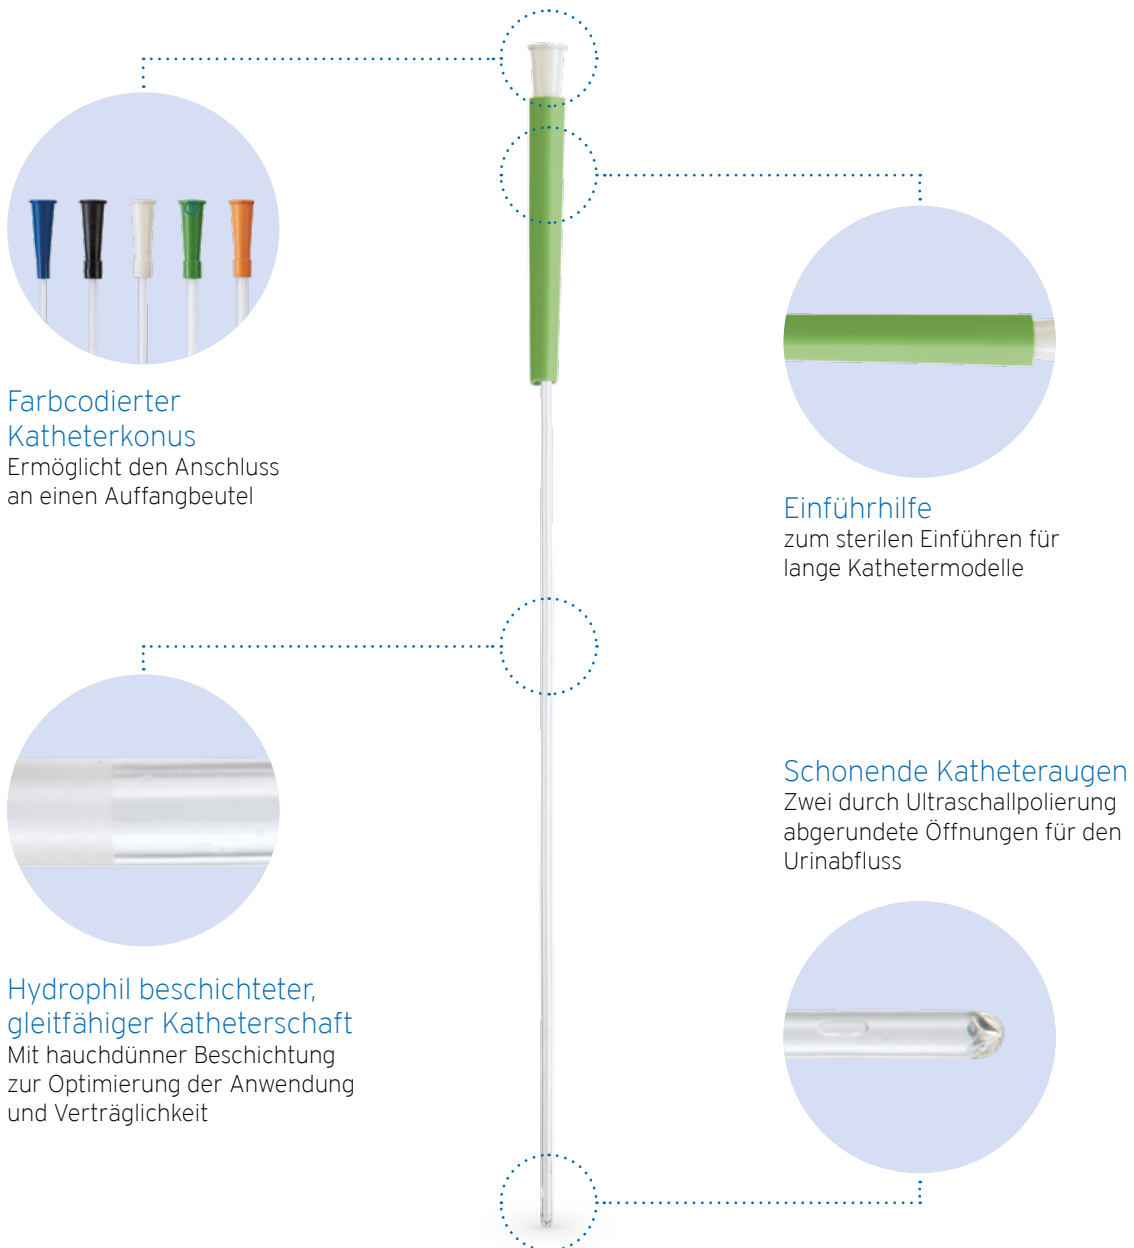 Farbcodierter
Katheterkonus
Ermöglicht den Anschluss
an einen Auffangbeutel
Einführhilfe
zum sterilen Einführen für
lange Kathetermodelle
Hydrophil beschichteter,
gleitfähiger Katheterschaft
Mit hauchdünner Beschichtung
zur Optimierung der Anwendung
und Verträglichkeit
Schonende Katheteraugen
Zwei durch Ultraschallpolierung
abgerundete Öffnungen für den
Urinabfluss